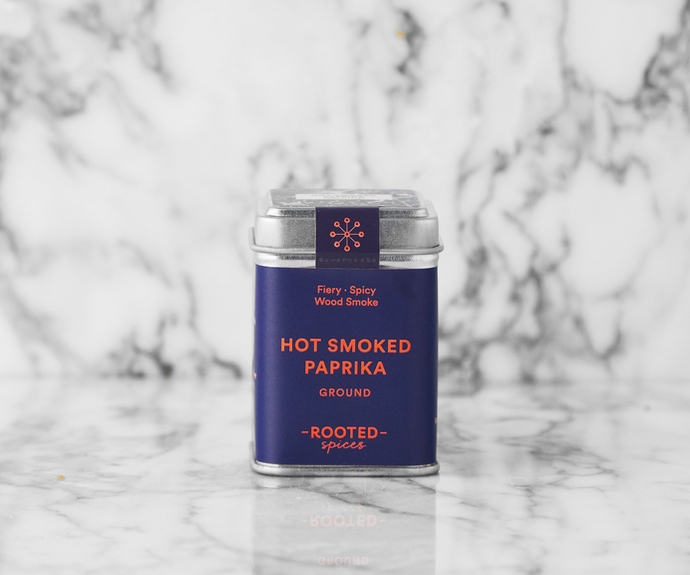 Fiery · Spicy
Wood Smoke
HOT SMOKED
PAPRIKA
GROUND
-ROOTED-
spices